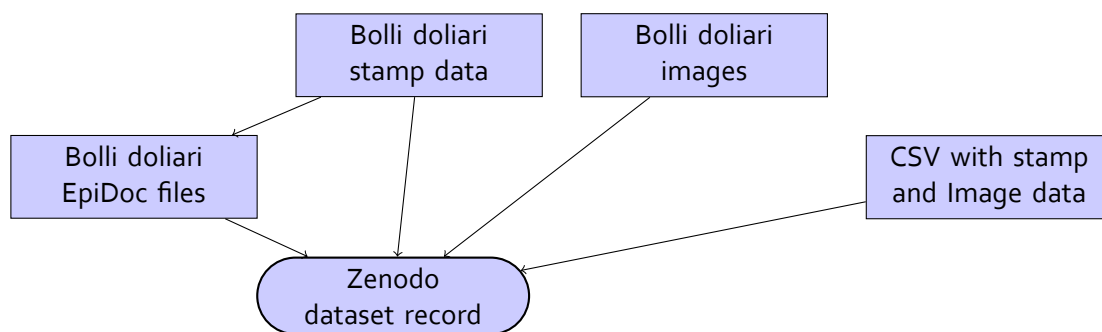 Bolli doliari
stamp data
Bolli doliari
images
Bolli doliari
EpiDoc files
CSV with stamp
and Image data
Zenodo
dataset record